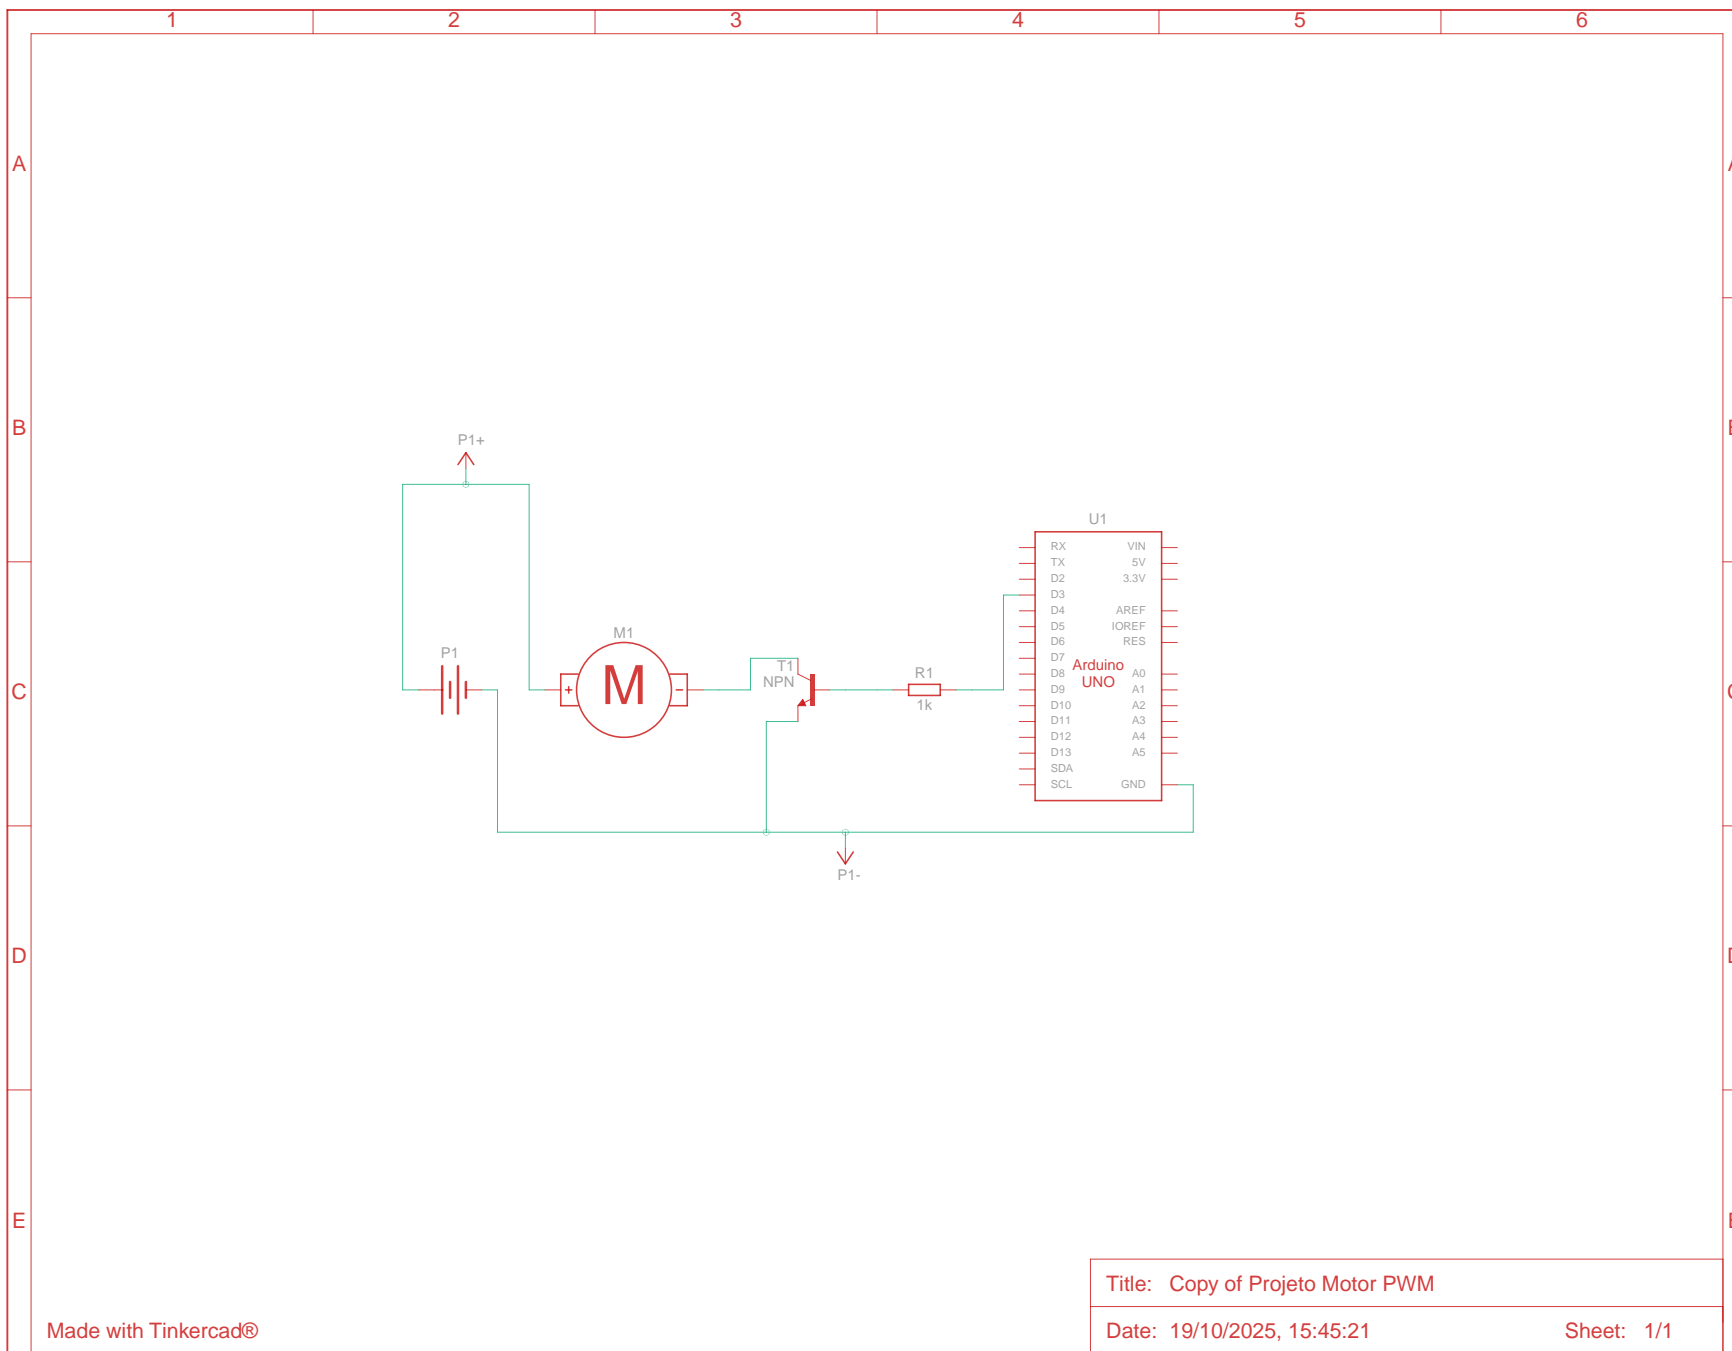 1 2 3 4 5 6
A A
B
P1+
U1
RX VIN
TX 5V
D2 3.3V
D3
D4 AREF
D5 IOREF
D6 RES
D7
Arduino
UNO
D8 A0
D9 A1
D10 A2
D11 A3
D12 A4
D13 A5
SDA
SCL GND
M1
M
+ -
P1
T1
NPN
R1
1k
C
P1-
D
E
Title: Copy of Projeto Motor PWM
Made with Tinkercad®
Date: 19/10/2025, 15:45:21 Sheet: 1/1